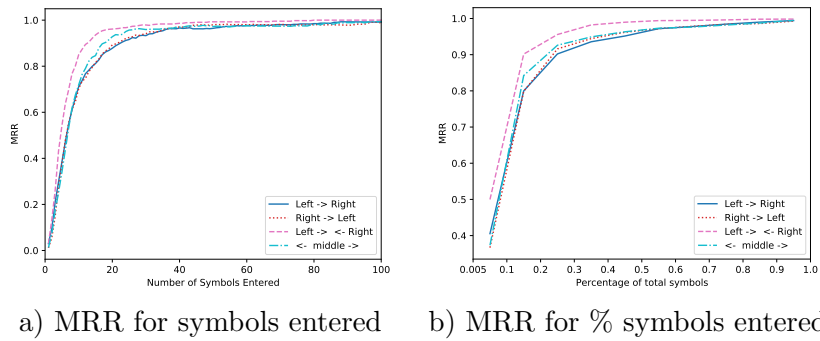 1.0
0.8
0.6
0.4
0.2
0.0
MRR
0 20 40 60 80 100
Number of Symbols Entered
Left -> Right
Right -> Left
Left -> <- Right
<- middle ->
1.0
0.9
0.8
0.7
0.6
0.5
0.4
MRR
0.005 0.1 0.2 0.3 0.4 0.5 0.6 0.7 0.8 0.9 1.0
Percentage of total symbols
Left -> Right
Right -> Left
Left -> <- Right
<- middle ->
a) MRR for symbols entered
b) MRR for % symbols entered